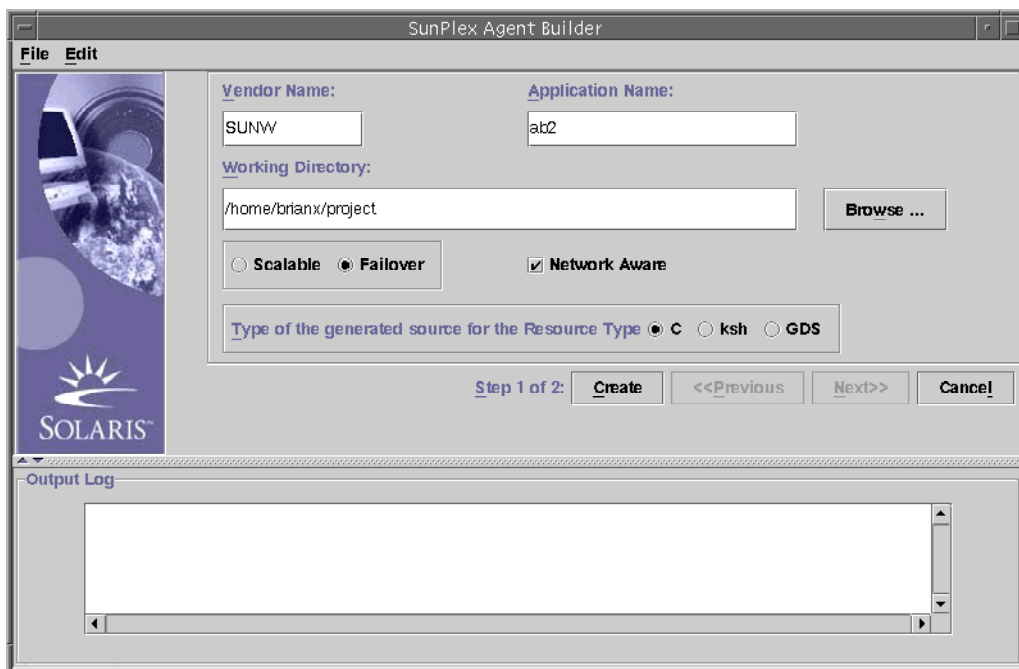 SunPlex Agent Builder
File Edit
Vendor Name: Application Name:
SUNW ab2
Working Directory:
/home/brianx/project Browse ...
Scalable Failover Network Aware
Type of the generated source for the Resource Type C ksh GDS
Step 1 of 2: Create <<Previous Next>> Cancel
SOLARIS™
Output Log